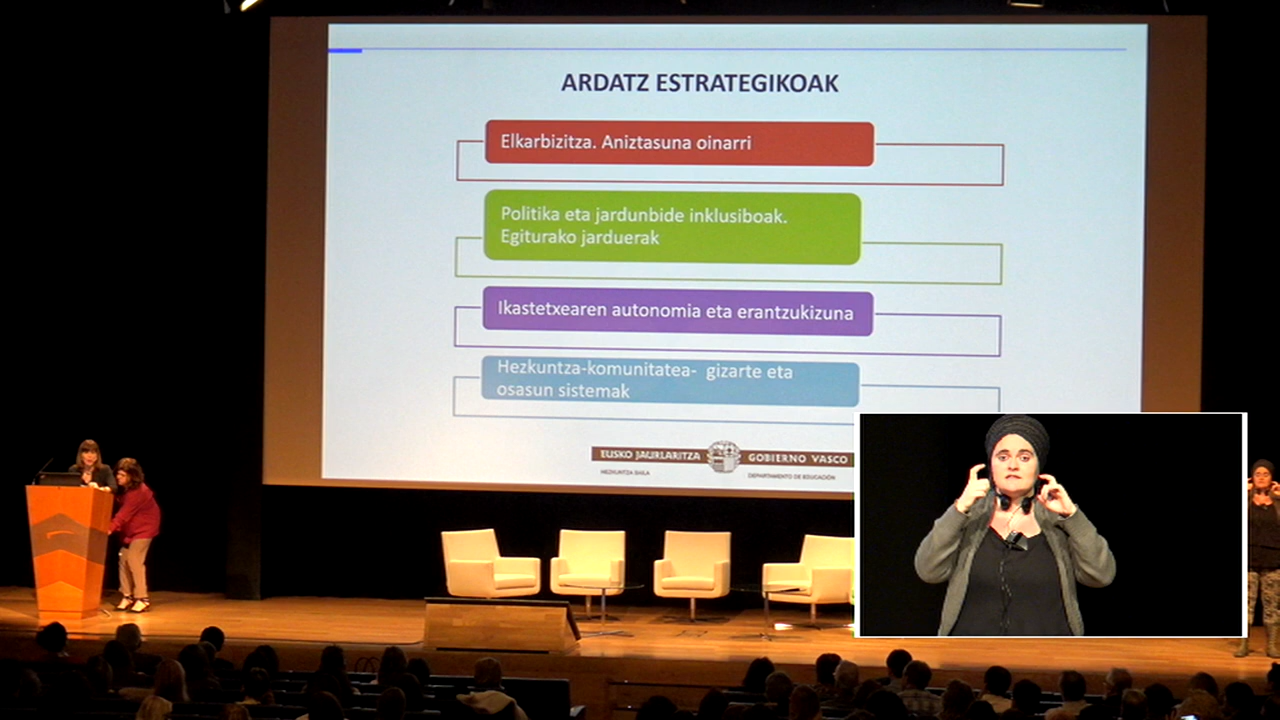 ARDATZ ESTRATEGIKOAK
Elkarbizitza. Aniztasuna oinarri
Politika eta jardunbide inklusiboak.
Egiturako jarduerak
Ikastetxearen autonomia eta erantzukizuna
Hezkuntza-komunitatea- gizarte eta
osasun sistemak
EUSKO JAURLARITZA GOBIERNO VASCO
HEZKUNTZA SAILA DEPARTAMENTO DE EDUCACIÓN